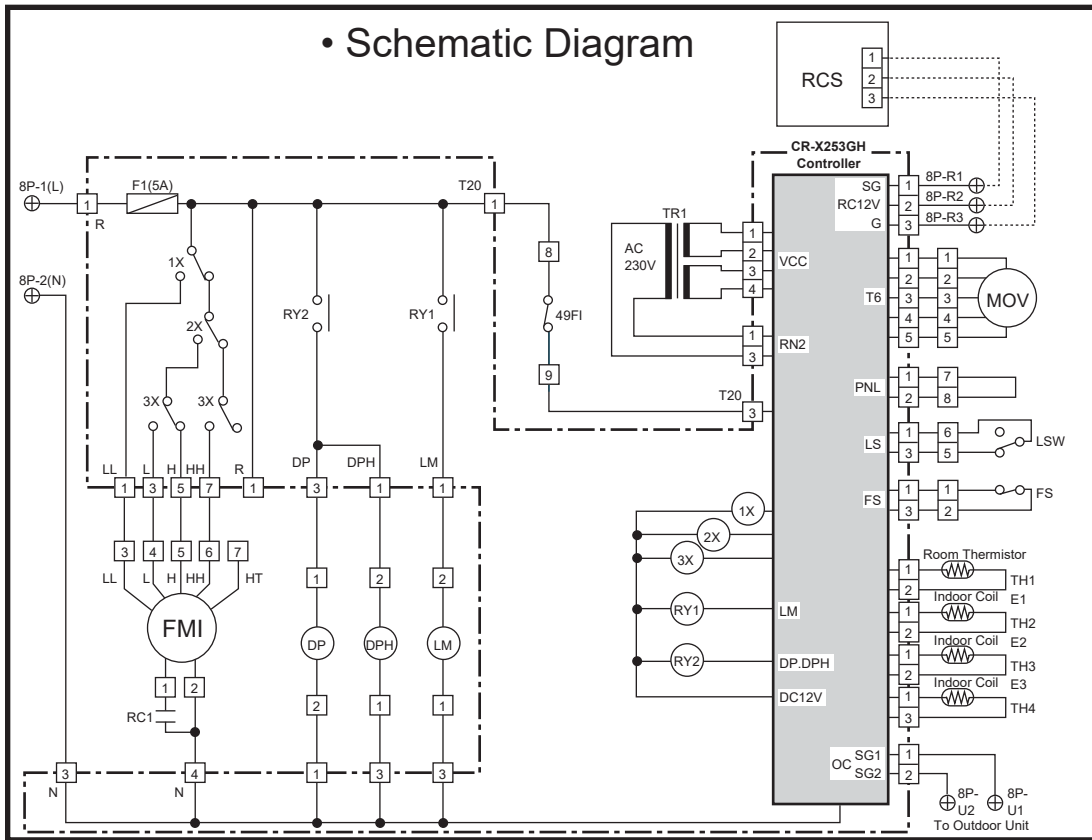 • Schematic Diagram
RCS
1
2
3
CR-X253GH
Controller
8P-1(L)
1
R
F1(5A)
T20
1
8P-2(N)
1X
2X
3X
3X
RY2
RY1
8
49FI
9
T20
3
AC
230V
TR1
1
2
3
4
VCC
1
3
RN2
SG
RC12V
G
1
2
3
8P-R1
8P-R2
8P-R3
T6
1
2
3
4
5
1
2
3
4
5
MOV
PNL
1
2
7
8
LS
1
3
6
5
LSW
FS
1
3
1
2
FS
Room Thermistor
1
2
TH1
Indoor Coil E1
1
2
TH2
Indoor Coil E2
1
2
TH3
Indoor Coil E3
1
3
TH4
OC
SG1
SG2
1
2
8P-
U2
8P-
U1
To Outdoor Unit
1X
2X
3X
RY1
LM
RY2
DP.DPH
DC12V
LL
L
H
HH
R
DP
DPH
LM
1
3
5
7
1
3
1
1
3
4
5
6
7
LL
L
H
HH
HT
FMI
1
2
RC1
1
2
2
DP
DPH
LM
2
1
1
3
N
4
N
1
3
3